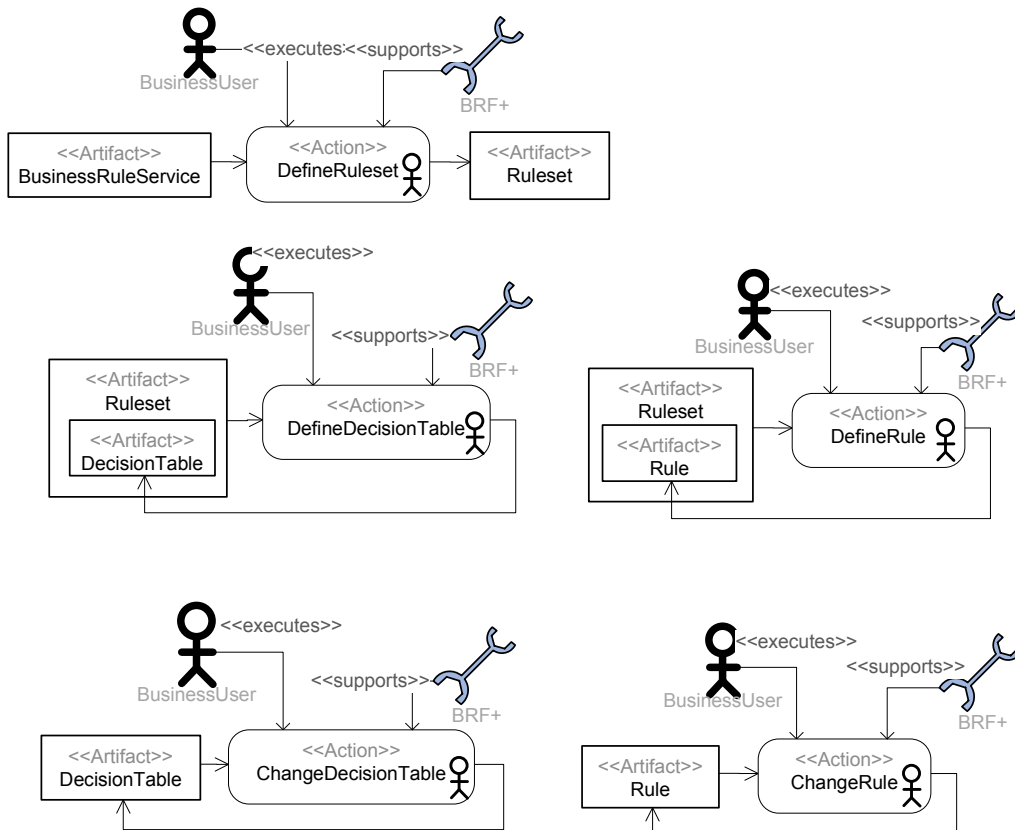 <<executes>><<supports>>
BusinessUser
BRF+
<<Artifact>>
BusinessRuleService
<<Action>>
DefineRuleset
<<Artifact>>
Ruleset
<<executes>>
BusinessUser
<<supports>>
BRF+
<<Artifact>>
Ruleset
<<Artifact>>
DecisionTable
<<Action>>
DefineDecisionTable
<<executes>>
BusinessUser
<<supports>>
BRF+
<<Artifact>>
Ruleset
<<Artifact>>
Rule
<<Action>>
DefineRule
<<executes>>
BusinessUser
<<supports>>
BRF+
<<Artifact>>
DecisionTable
<<Action>>
ChangeDecisionTable
<<executes>>
BusinessUser
<<supports>>
BRF+
<<Artifact>>
Rule
<<Action>>
ChangeRule